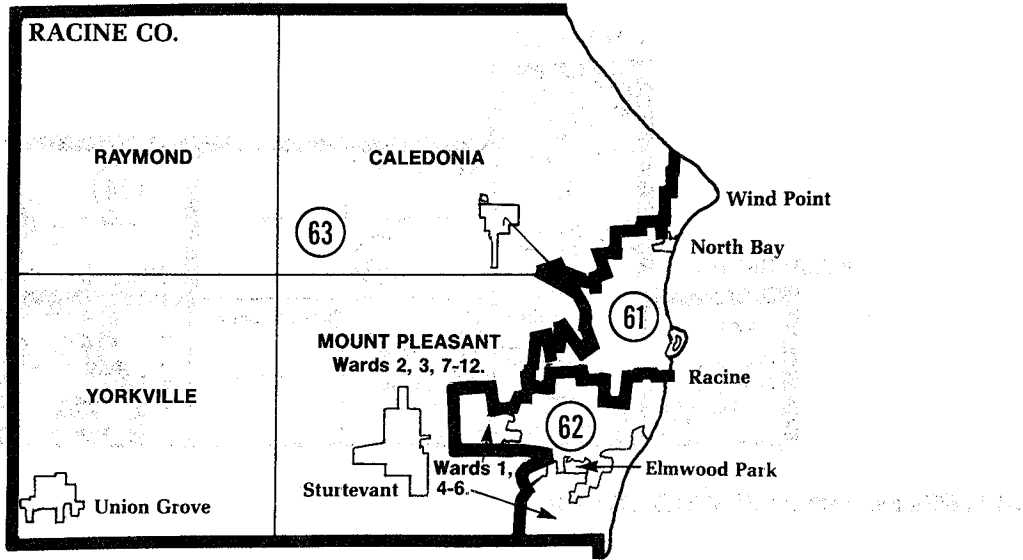 RACINE CO.
RAYMOND
CALEDONIA
Wind Point
63
North Bay
61
MOUNT PLEASANT
Wards 2, 3, 7-12.
Racine
YORKVILLE
62
Wards 1,
4-6.
Elmwood Park
Sturtevant
Union Grove